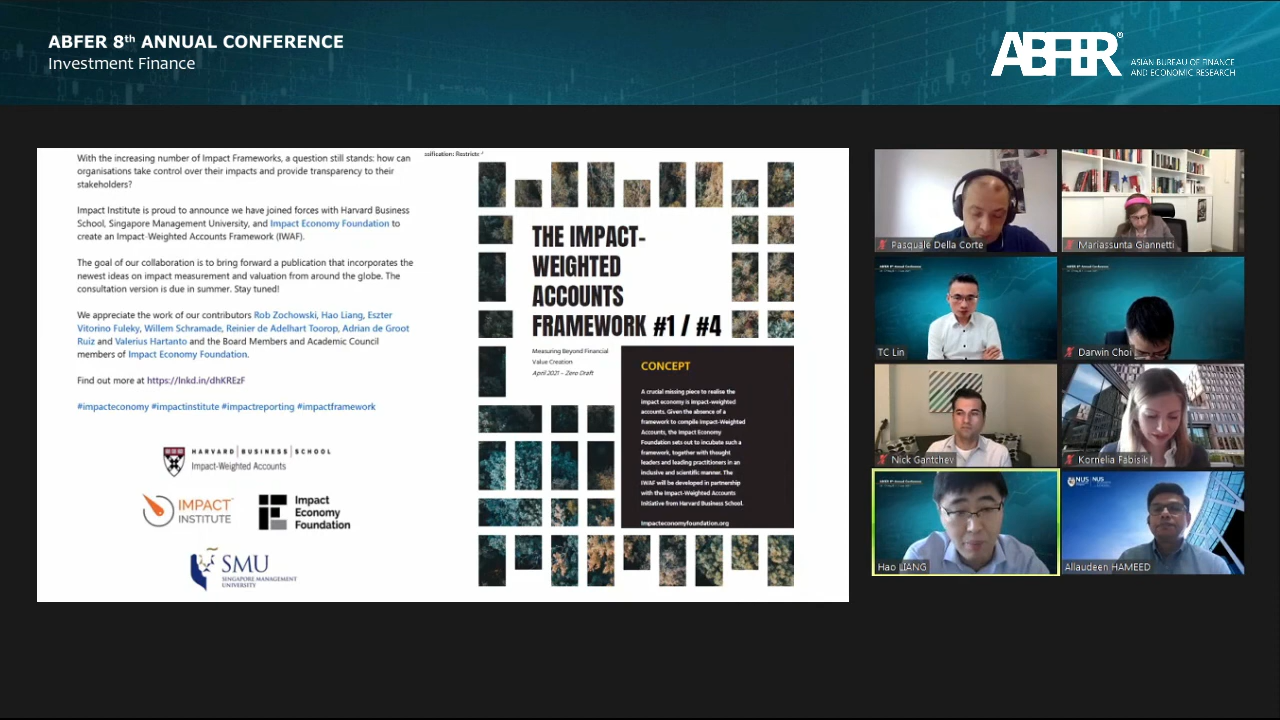 ABFER 8th ANNUAL CONFERENCE
Investment Finance
ABFER®
ASIAN BUREAU OF FINANCE
AND ECONOMIC RESEARCH
With the increasing number of Impact Frameworks, a question still stands: how can
organisations take control over their impacts and provide transparency to their
stakeholders?
Impact Institute is proud to announce we have joined forces with Harvard Business
School, Singapore Management University, and Impact Economy Foundation to
create an Impact-Weighted Accounts Framework (IWAF).
The goal of our collaboration is to bring forward a publication that incorporates the
newest ideas on impact measurement and valuation from around the globe. The
consultation version is due in summer. Stay tuned!
We appreciate the work of our contributors Rob Zochowski, Hao Liang, Eszter
Vitorino Fuleky, Willem Schramade, Reinier de Adelhart Toorop, Adrian de Groot
Ruiz and Valerius Hartanto and the Board Members and Academic Council
members of Impact Economy Foundation.
Find out more at https://lnkd.in/dhKREzF
#impacteconomy #impactinstitute #impactreporting #impactframework
HARVARD BUSINESS SCHOOL
Impact-Weighted Accounts
IMPACT
INSTITUTE
Impact
Economy
Foundation
SMU
SINGAPORE MANAGEMENT
UNIVERSITY
THE IMPACT-
WEIGHTED
ACCOUNTS
FRAMEWORK #1 / #4
Measuring Beyond Financial
Value Creation
April 2021 – Zero Draft
CONCEPT
A crucial missing piece to realise the
impact economy is impact-weighted
accounts. Given the absence of a
framework to compile Impact-Weighted
Accounts, the Impact Economy
Foundation sets out to incubate such a
framework, together with thought
leaders and leading practitioners in an
inclusive and scientific manner. The
IWAF will be developed in partnership
with the Impact-Weighted Accounts
Initiative from Harvard Business School.
Impacteconomyfoundation.org
Pasquale Della Corte
Mariassunta Giannetti
TC Lin
Darwin Choi
Nick Gantchev
Kornelia Fabisik
Hao LIANG
NUS
Allaudeen HAMEED